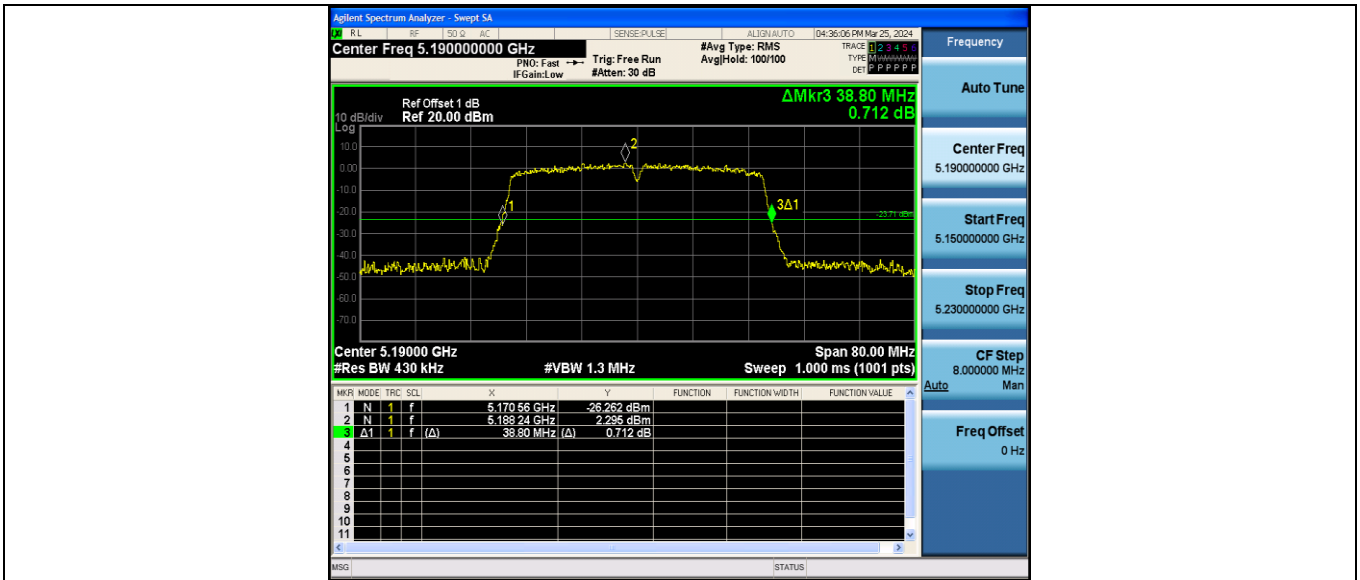 Agilent Spectrum Analyzer - Swept SA
LXI RL RF 50 Ω AC SENSE:PULSE ALIGNAUTO 04:36:06 PM Mar 25, 2024
Center Freq 5.190000000 GHz
PNO: Fast
IFGain:Low
Trig: Free Run
#Atten: 30 dB
#Avg Type: RMS
Avg|Hold: 100/100
TRACE 1 2 3 4 5 6
TYPE M
DET P P P P P P
Ref Offset 1 dB
10 dB/div Ref 20.00 dBm
Log
ΔMkr3 38.80 MHz
0.712 dB
10.0
0.00
-10.0
-20.0
-30.0
-40.0
-50.0
-60.0
-70.0
1
2
3Δ1
-23.71 dBm
Center 5.19000 GHz Span 80.00 MHz
#Res BW 430 kHz #VBW 1.3 MHz Sweep 1.000 ms (1001 pts)
MKR MODE TRC SCL X Y FUNCTION FUNCTION WIDTH FUNCTION VALUE
1 N 1 f 5.170 56 GHz -26.262 dBm
2 N 1 f 5.188 24 GHz 2.295 dBm
3 Δ1 1 f (Δ) 38.80 MHz (Δ) 0.712 dB
4
5
6
7
8
9
10
11
MSG STATUS
Frequency
Auto Tune
Center Freq
5.190000000 GHz
Start Freq
5.150000000 GHz
Stop Freq
5.230000000 GHz
CF Step
8.000000 MHz
Auto Man
Freq Offset
0 Hz